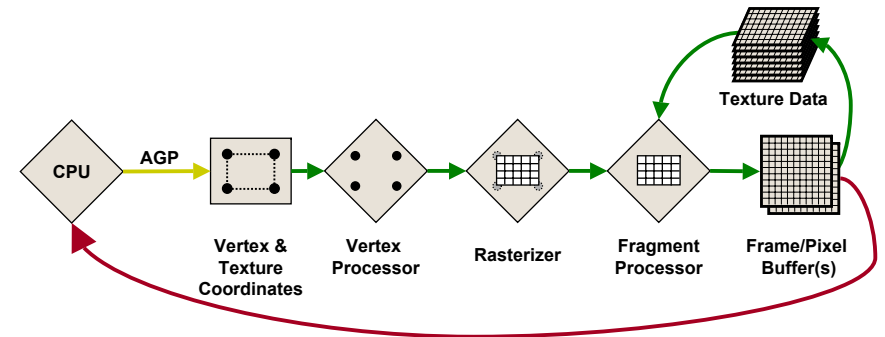 Texture Data
CPU
AGP
Vertex &
Texture
Coordinates
Vertex
Processor
Rasterizer
Fragment
Processor
Frame/Pixel
Buffer(s)